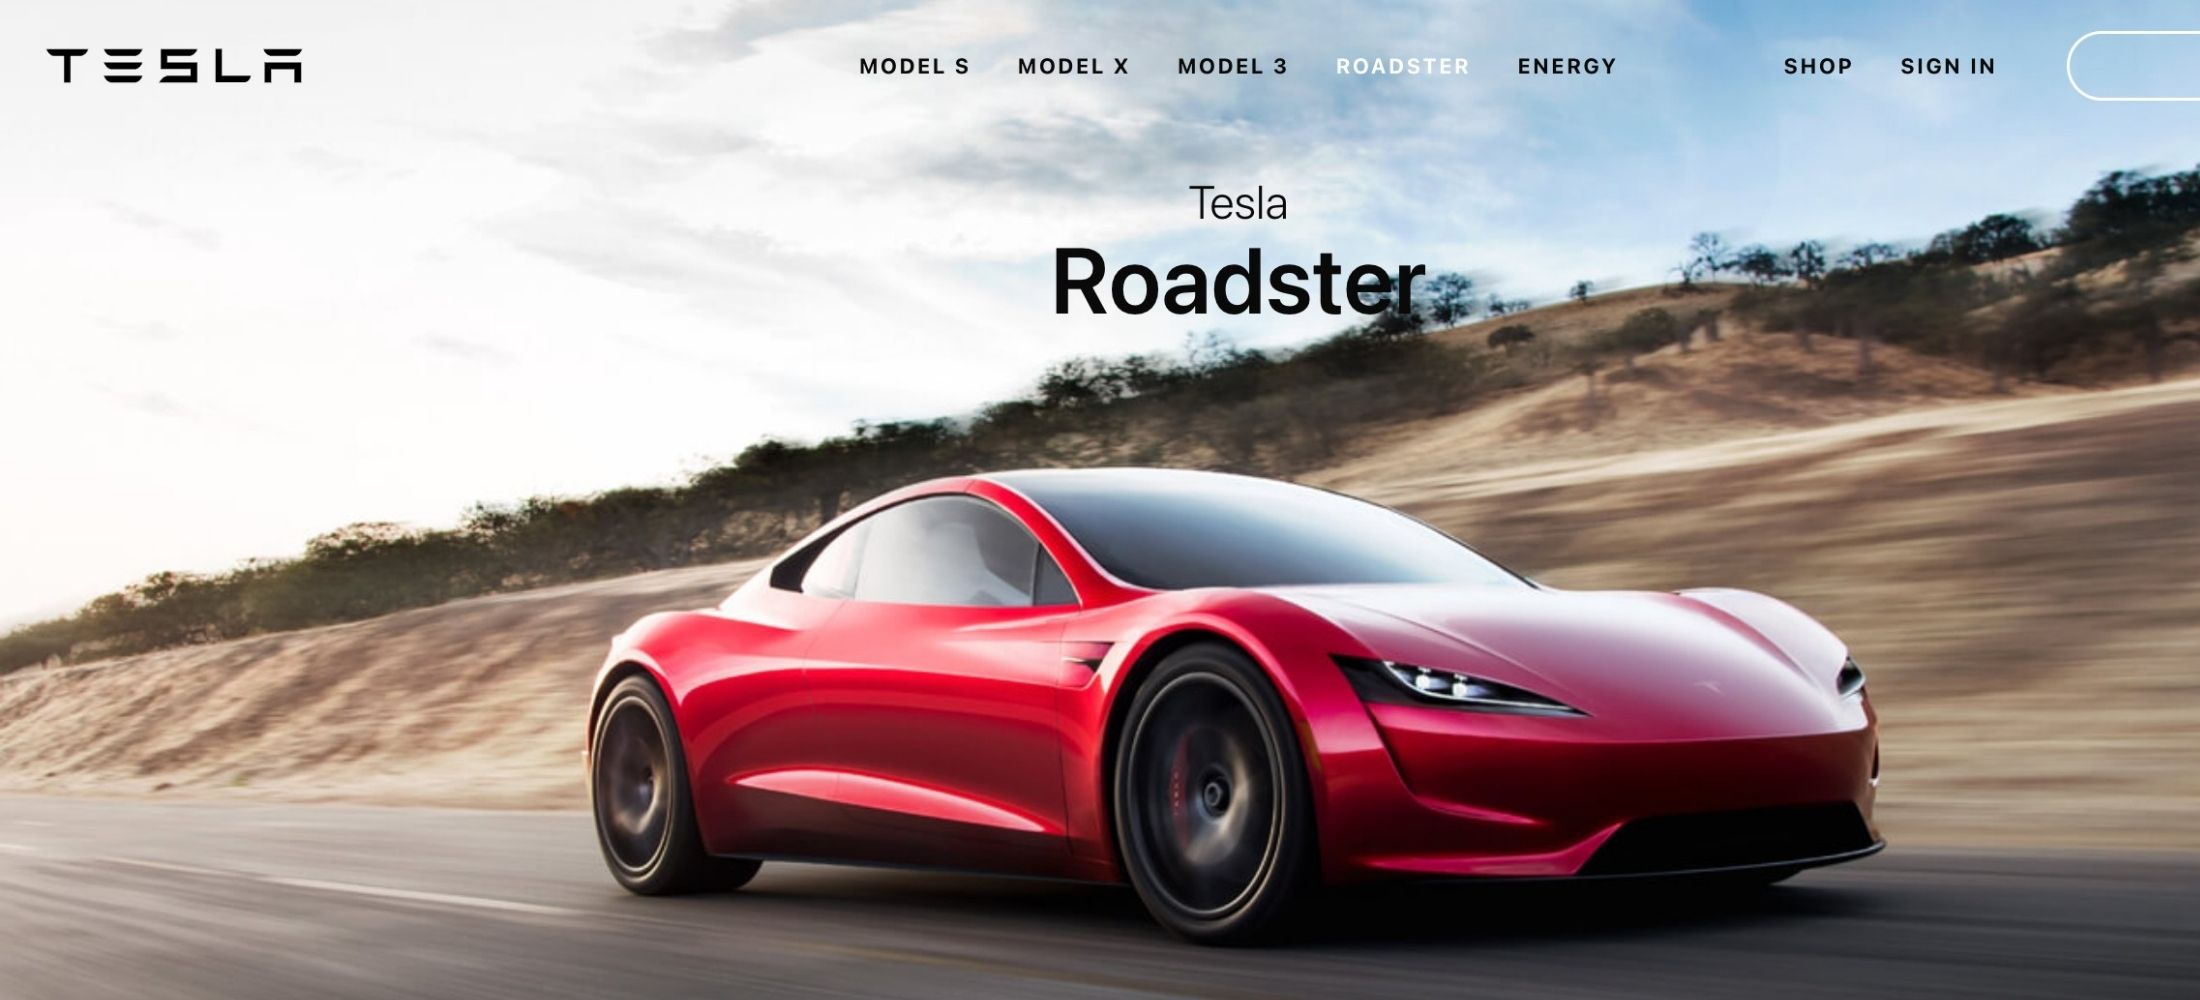 TESLA MODEL S MODEL X MODEL 3 ROADSTER ENERGY SHOP SIGN IN
Tesla
Roadster